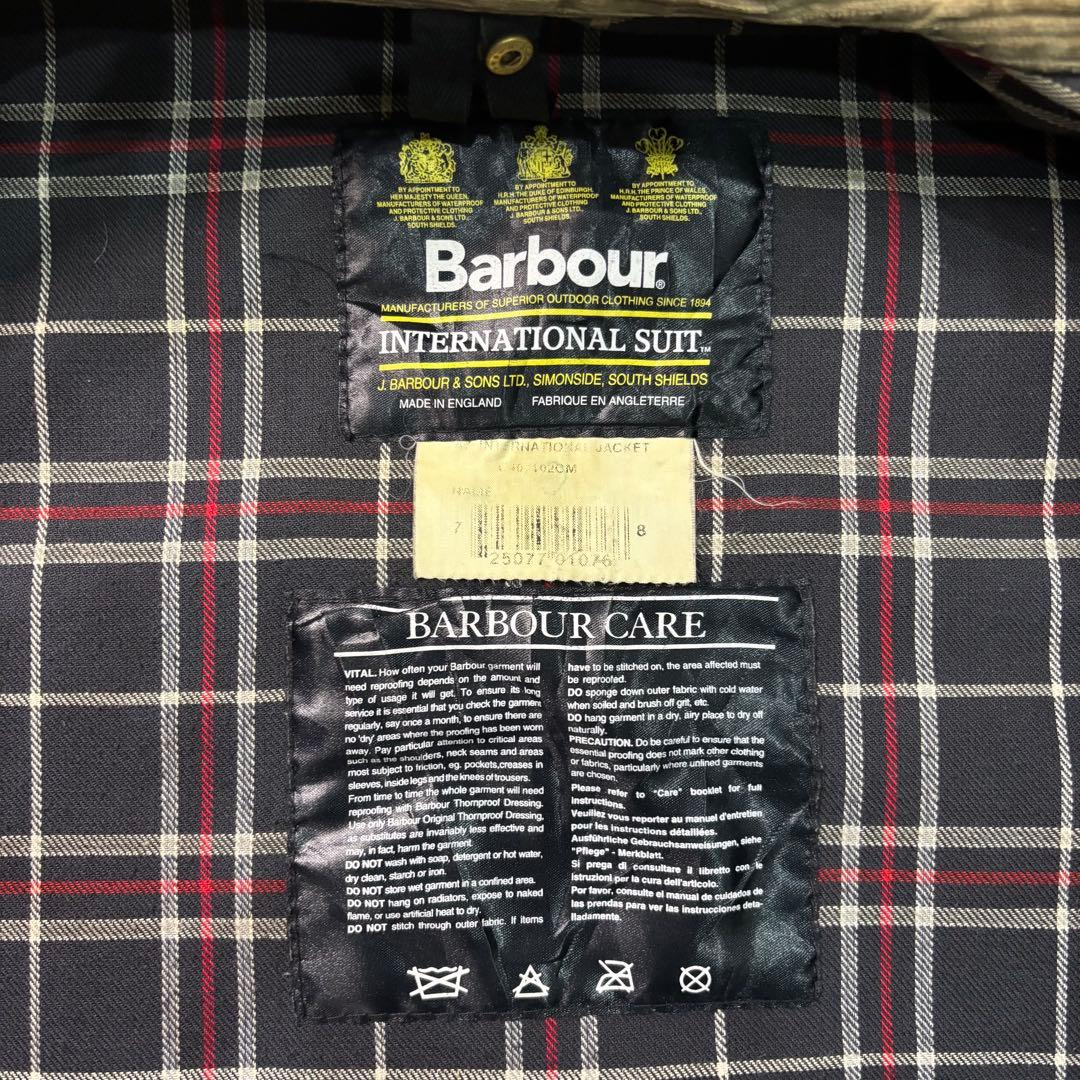 BY APPOINTMENT TO
HER MAJESTY THE QUEEN,
MANUFACTURERS OF WATERPROOF
AND PROTECTIVE CLOTHING
J. BARBOUR & SONS LTD.,
SOUTH SHIELDS.
BY APPOINTMENT TO
H.R.H. THE DUKE OF EDINBURGH,
MANUFACTURERS OF WATERPROOF
AND PROTECTIVE CLOTHING
J. BARBOUR & SONS LTD.,
SOUTH SHIELDS.
BY APPOINTMENT TO
H.R.H. THE PRINCE OF WALES,
MANUFACTURERS OF WATERPROOF
AND PROTECTIVE CLOTHING
J. BARBOUR & SONS LTD.,
SOUTH SHIELDS.
Barbour®
MANUFACTURERS OF SUPERIOR OUTDOOR CLOTHING SINCE 1894
INTERNATIONAL SUIT™
J. BARBOUR & SONS LTD., SIMONSIDE, SOUTH SHIELDS
MADE IN ENGLAND FABRIQUE EN ANGLETERRE
INTERNATIONAL JACKET
102CM
NAME
7 25077 01076 8
BARBOUR CARE
VITAL. How often your Barbour garment will
need reproofing depends on the amount and
type of usage it will get. To ensure its long
service it is essential that you check the garment
regularly, say once a month, to ensure there are
no 'dry' areas where the proofing has been worn
away. Pay particular attention to critical areas
such as the shoulders, neck seams and areas
most subject to friction, eg. pockets,creases in
sleeves, inside legs and the knees of trousers.
From time to time the whole garment will need
reproofing with Barbour Thornproof Dressing.
Use only Barbour Original Thornproof Dressing,
as substitutes are invariably less effective and
may, in fact, harm the garment.
DO NOT wash with soap, detergent or hot water,
dry clean, starch or iron.
DO NOT store wet garment in a confined area.
DO NOT hang on radiators, expose to naked
flame, or use artificial heat to dry.
DO NOT stitch through outer fabric. If items
have to be stitched on, the area affected must
be reproofed.
DO sponge down outer fabric with cold water
when soiled and brush off grit, etc.
DO hang garment in a dry, airy place to dry off
naturally.
PRECAUTION. Do be careful to ensure that the
essential proofing does not mark other clothing
or fabrics, particularly where unlined garments
are chosen.
Please refer to "Care" booklet for full
instructions.
Veuillez vous reporter au manuel d'entretien
pour les instructions détaillées.
Ausführliche Gebrauchsanweisungen, siehe
"Pflege" - Merkblatt.
Si prega di consultare il libretto con le
istruzioni per la cura dell'articolo.
Por favor, consulte el manual de cuidados de
las prendas para ver las instrucciones deta-
lladamente.